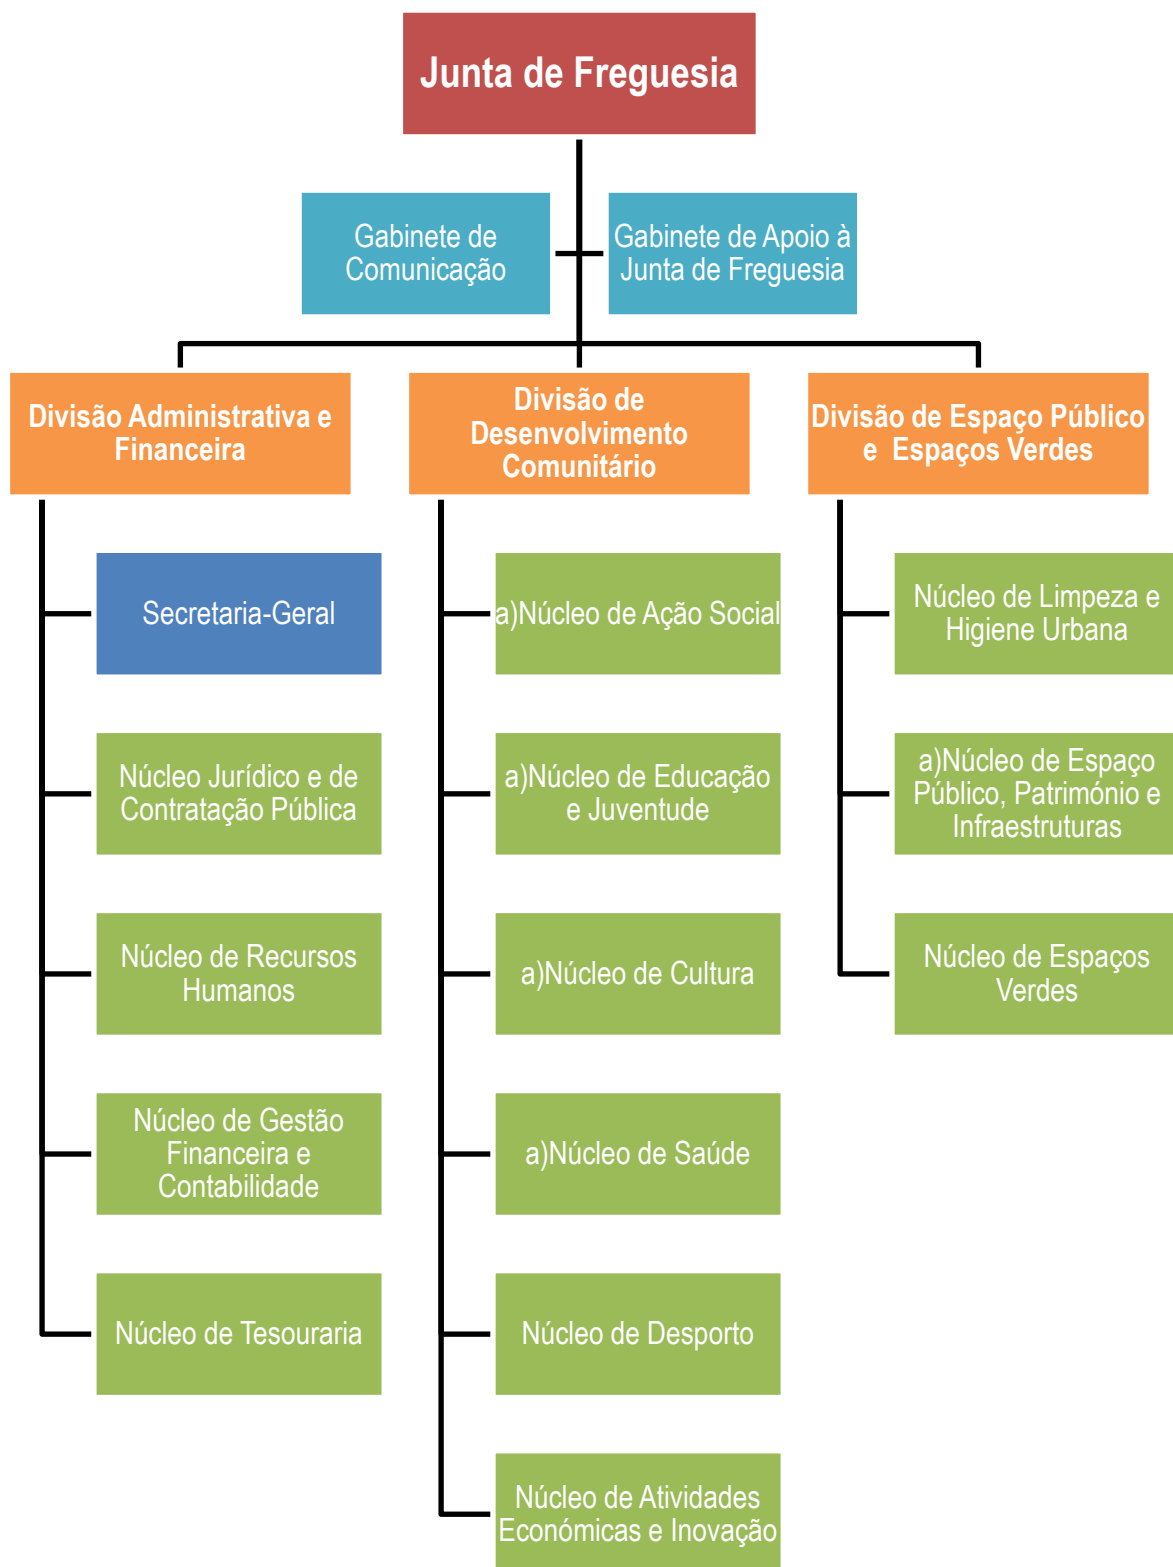 Junta de Freguesia
Gabinete de
Comunicação
Gabinete de Apoio à
Junta de Freguesia
Divisão Administrativa e
Financeira
Secretaria-Geral
Núcleo Jurídico e de
Contratação Pública
Núcleo de Recursos
Humanos
Núcleo de Gestão
Financeira e
Contabilidade
Núcleo de Tesouraria
Divisão de
Desenvolvimento
Comunitário
a)Núcleo de Ação Social
a)Núcleo de Educação
e Juventude
a)Núcleo de Cultura
a)Núcleo de Saúde
Núcleo de Desporto
Núcleo de Atividades
Económicas e Inovação
Divisão de Espaço Público
e Espaços Verdes
Núcleo de Limpeza e
Higiene Urbana
a)Núcleo de Espaço
Público, Património e
Infraestruturas
Núcleo de Espaços
Verdes